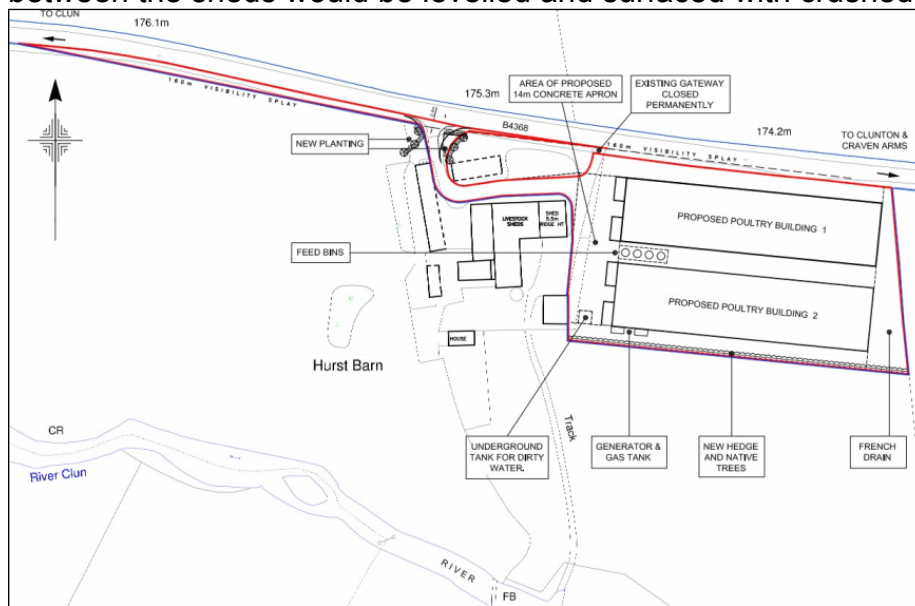 between the sheds would be levelled and surfaced with crushed
TO CLUN
176.1m
160m VISIBILITY SPLAY
175.3m
AREA OF PROPOSED
14m CONCRETE APRON
EXISTING GATEWAY
CLOSED
PERMANENTLY
B4368
174.2m
160m VISIBILITY SPLAY
TO CLUNTON &
CRAVEN ARMS
NEW PLANTING
LIVESTOCK
SHEDS
SHED
5.5m
RIDGE HT
PROPOSED POULTRY BUILDING 1
FEED BINS
PROPOSED POULTRY BUILDING 2
HOUSE
Hurst Barn
Track
UNDERGROUND
TANK FOR DIRTY
WATER.
GENERATOR &
GAS TANK
NEW HEDGE
AND NATIVE
TREES
FRENCH
DRAIN
CR
River Clun
RIVER
FB